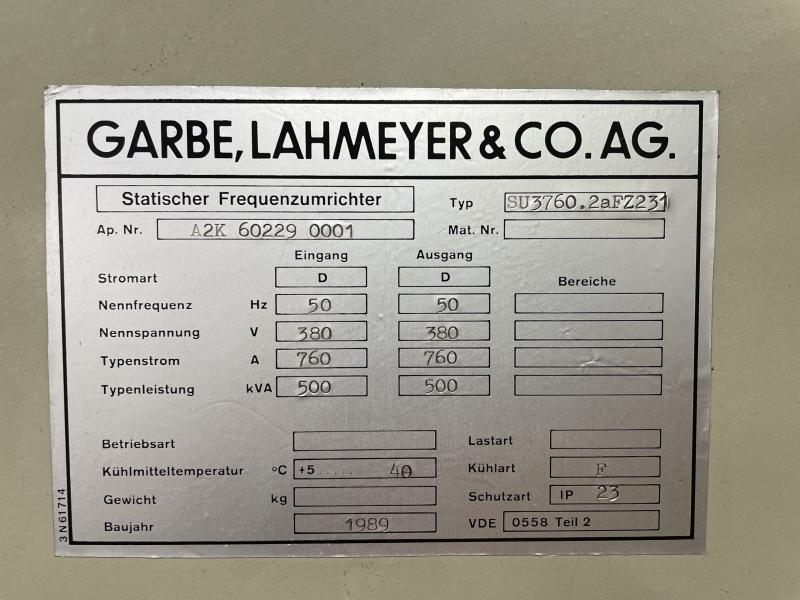 GARBE, LAHMEYER & CO. AG.
Statischer Frequenzumrichter Typ SU3760.2aFZ231
Ap. Nr. A2K 60229 0001 Mat. Nr.
Eingang Ausgang
Stromart D D Bereiche
Nennfrequenz Hz 50 50
Nennspannung V 380 380
Typenstrom A 760 760
Typenleistung kVA 500 500
Betriebsart Lastart
Kühlmitteltemperatur °C +5 ..... 40 Kühlart F
Gewicht kg Schutzart IP 23
Baujahr 1989 VDE 0558 Teil 2
3N61714